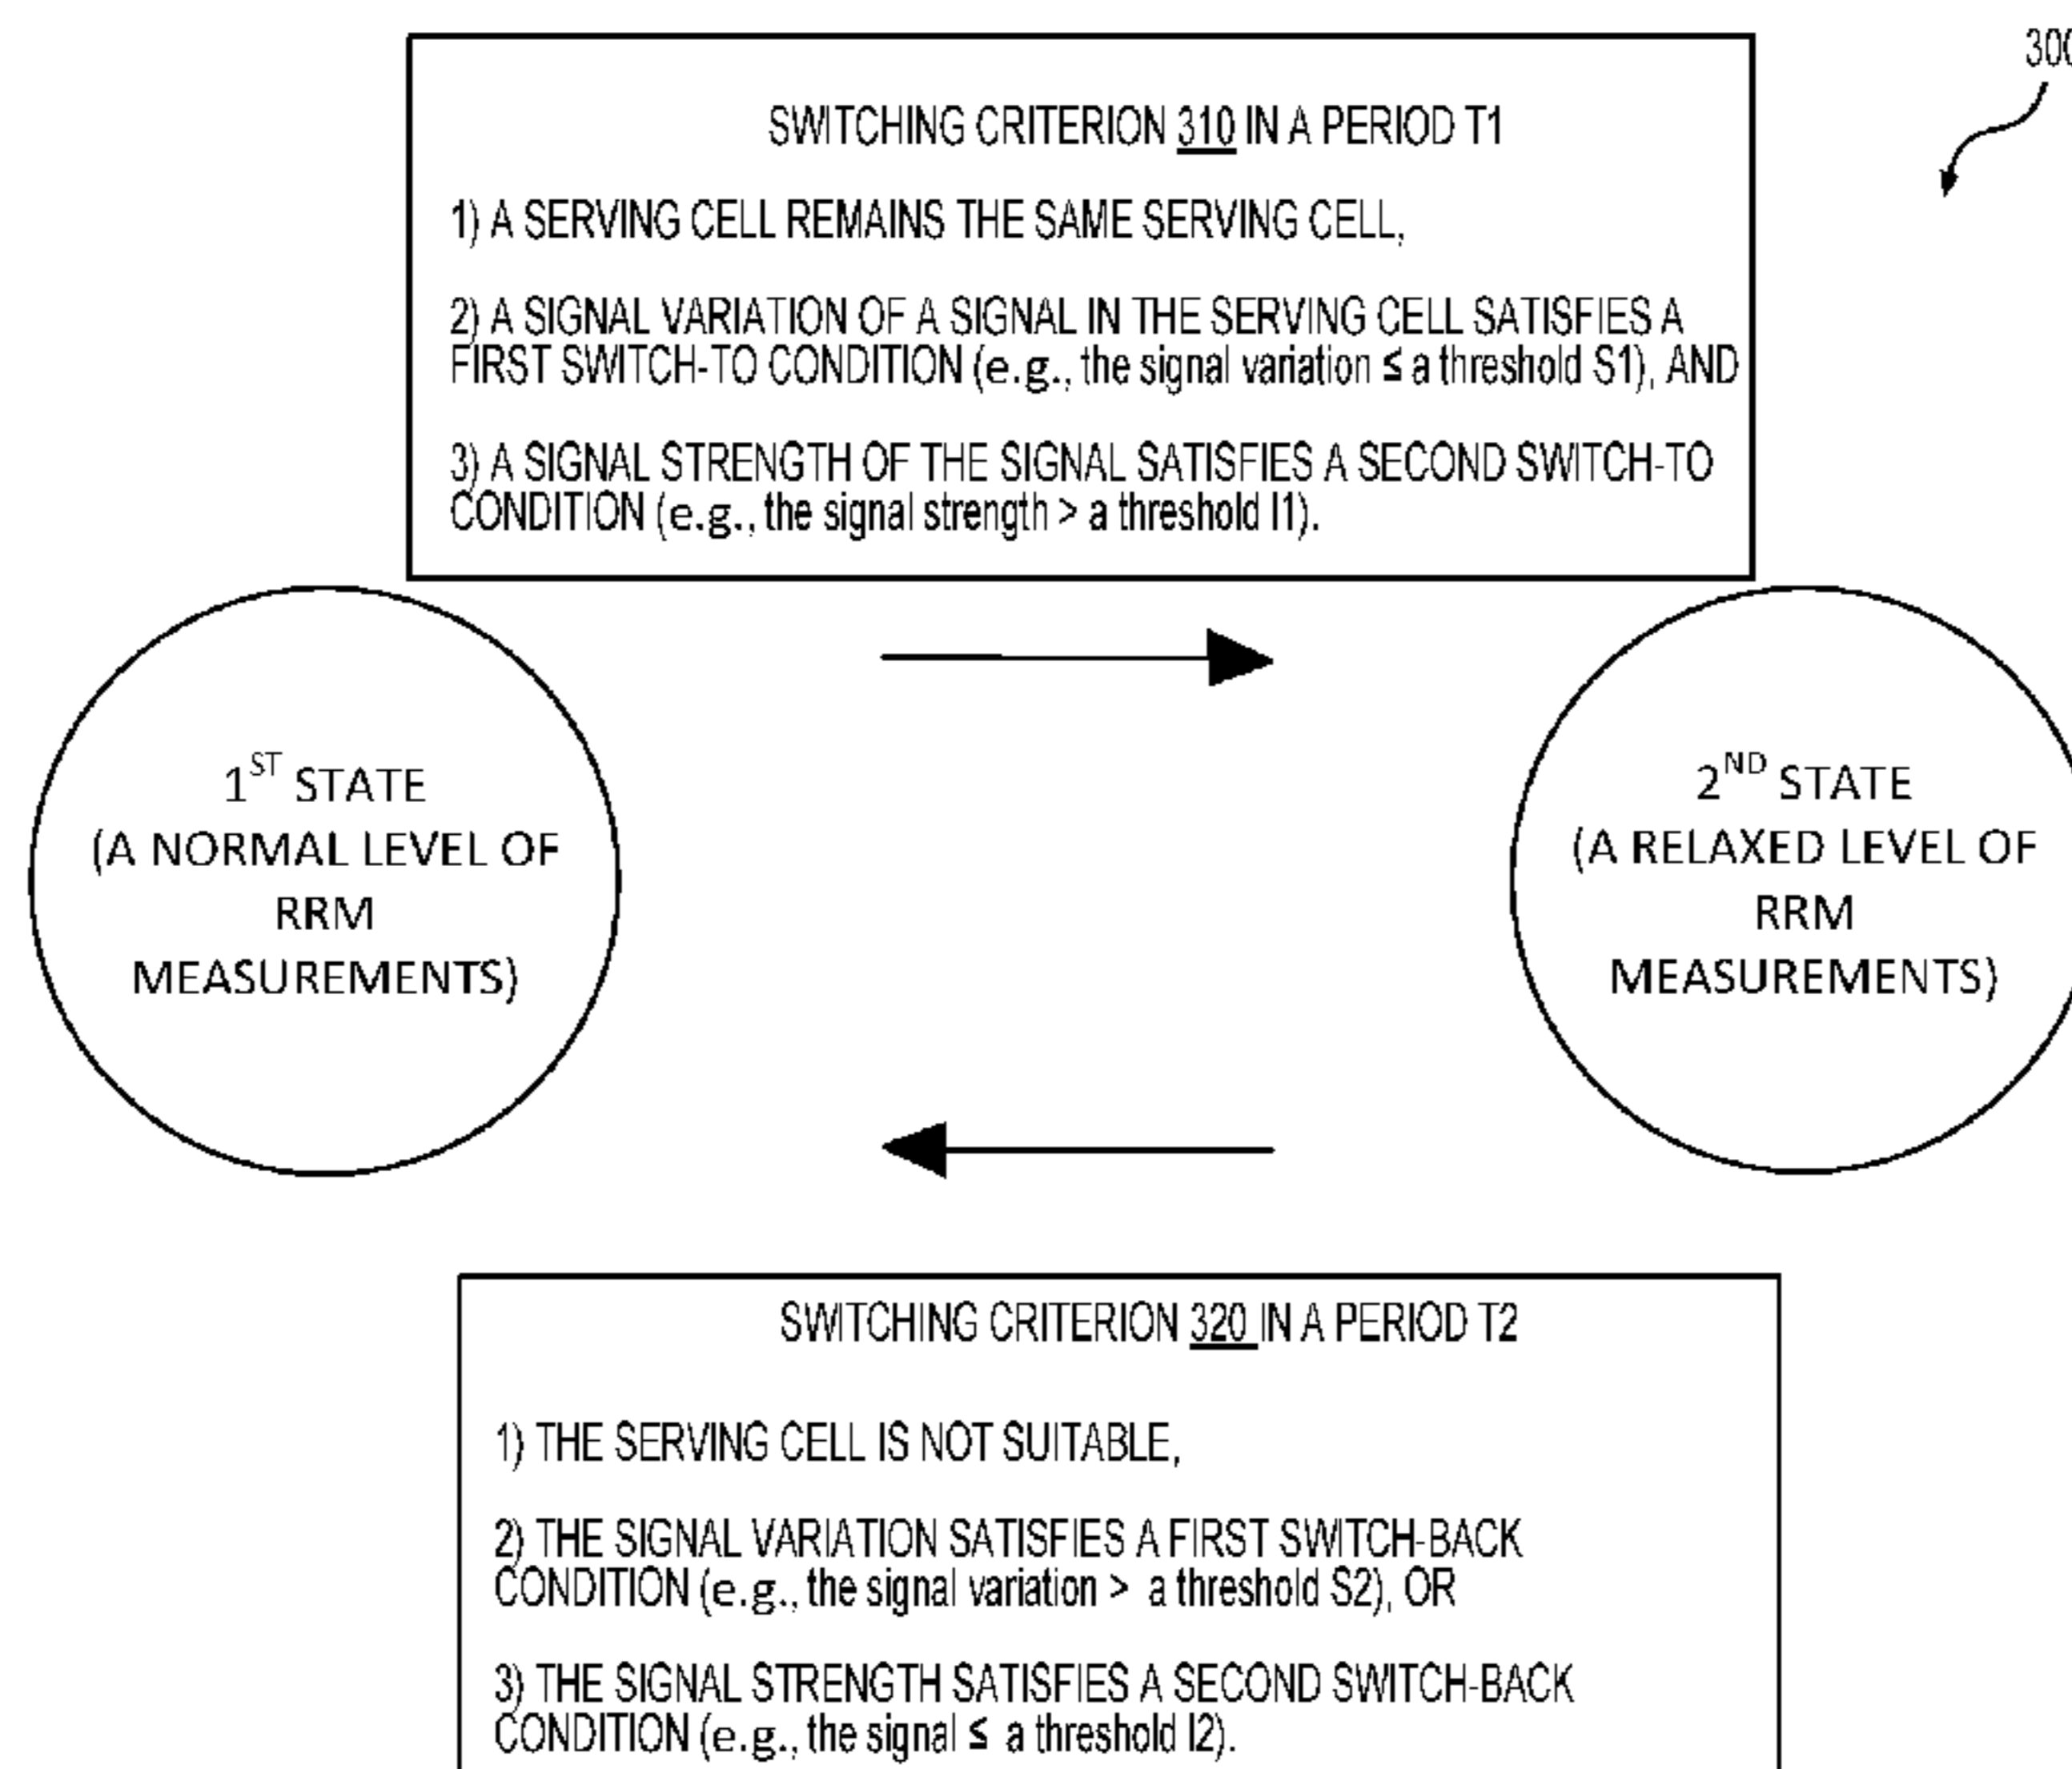 300
SWITCHING CRITERION 310 IN A PERIOD T1
1) A SERVING CELL REMAINS THE SAME SERVING CELL,
2) A SIGNAL VARIATION OF A SIGNAL IN THE SERVING CELL SATISFIES A
FIRST SWITCH-TO CONDITION (e.g., the signal variation ≤ a threshold S1), AND
3) A SIGNAL STRENGTH OF THE SIGNAL SATISFIES A SECOND SWITCH-TO
CONDITION (e.g., the signal strength > a threshold I1).
1ST STATE
(A NORMAL LEVEL OF
RRM
MEASUREMENTS)
2ND STATE
(A RELAXED LEVEL OF
RRM
MEASUREMENTS)
SWITCHING CRITERION 320 IN A PERIOD T2
1) THE SERVING CELL IS NOT SUITABLE,
2) THE SIGNAL VARIATION SATISFIES A FIRST SWITCH-BACK
CONDITION (e.g., the signal variation > a threshold S2), OR
3) THE SIGNAL STRENGTH SATISFIES A SECOND SWITCH-BACK
CONDITION (e.g., the signal ≤ a threshold I2).